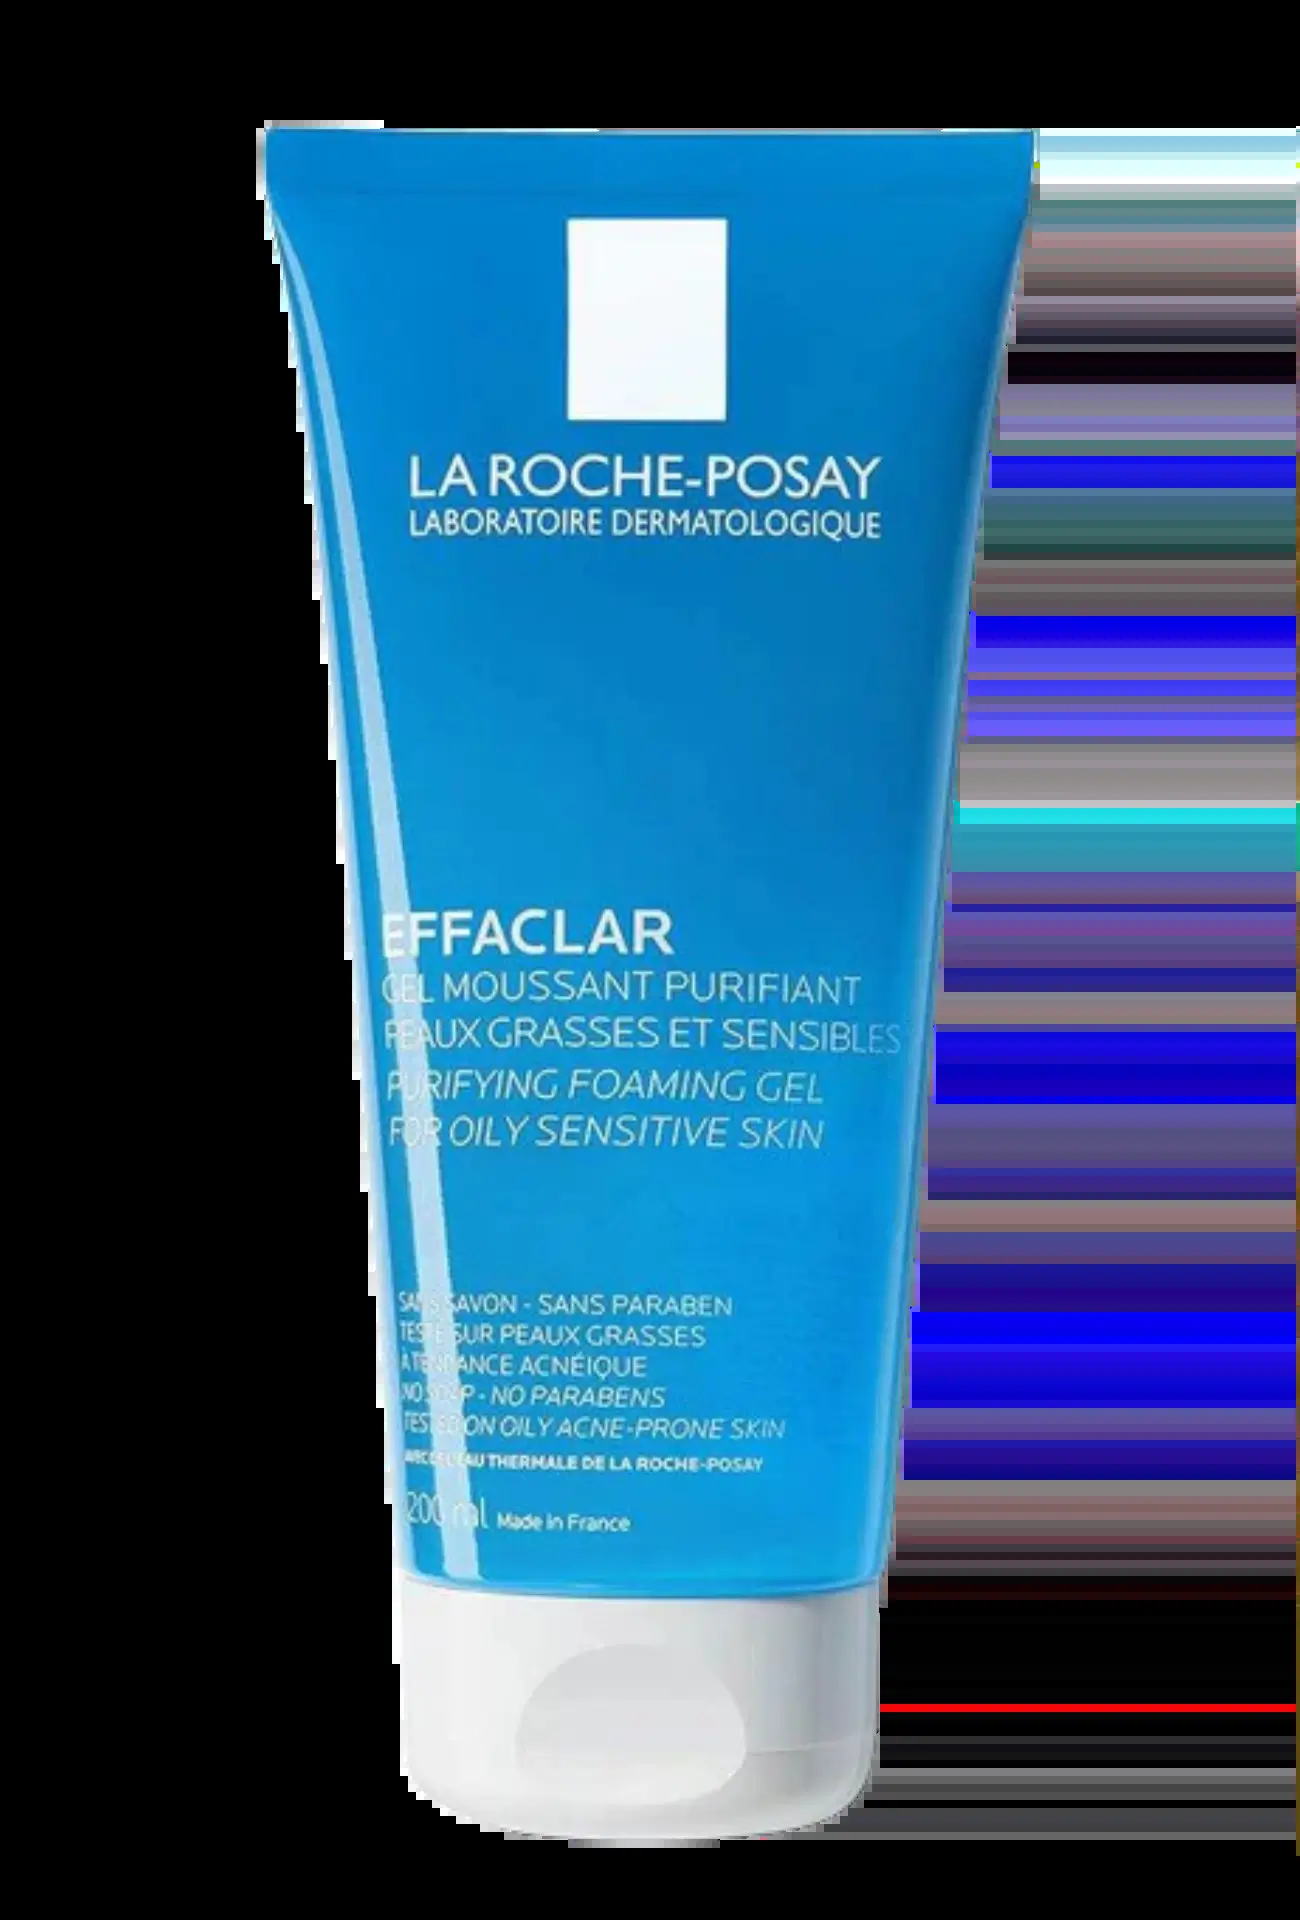 LA ROCHE-POSAY
LABORATOIRE DERMATOLOGIQUE
EFFACLAR
GEL MOUSSANT PURIFIANT
PEAUX GRASSES ET SENSIBLES
PURIFYING FOAMING GEL
FOR OILY SENSITIVE SKIN
SANS SAVON - SANS PARABEN
TESTÉ SUR PEAUX GRASSES
À TENDANCE ACNÉIQUE
NO SOAP - NO PARABENS
TESTED ON OILY ACNE-PRONE SKIN
AVEC DE L'EAU THERMALE DE LA ROCHE-POSAY
200 ml Made in France